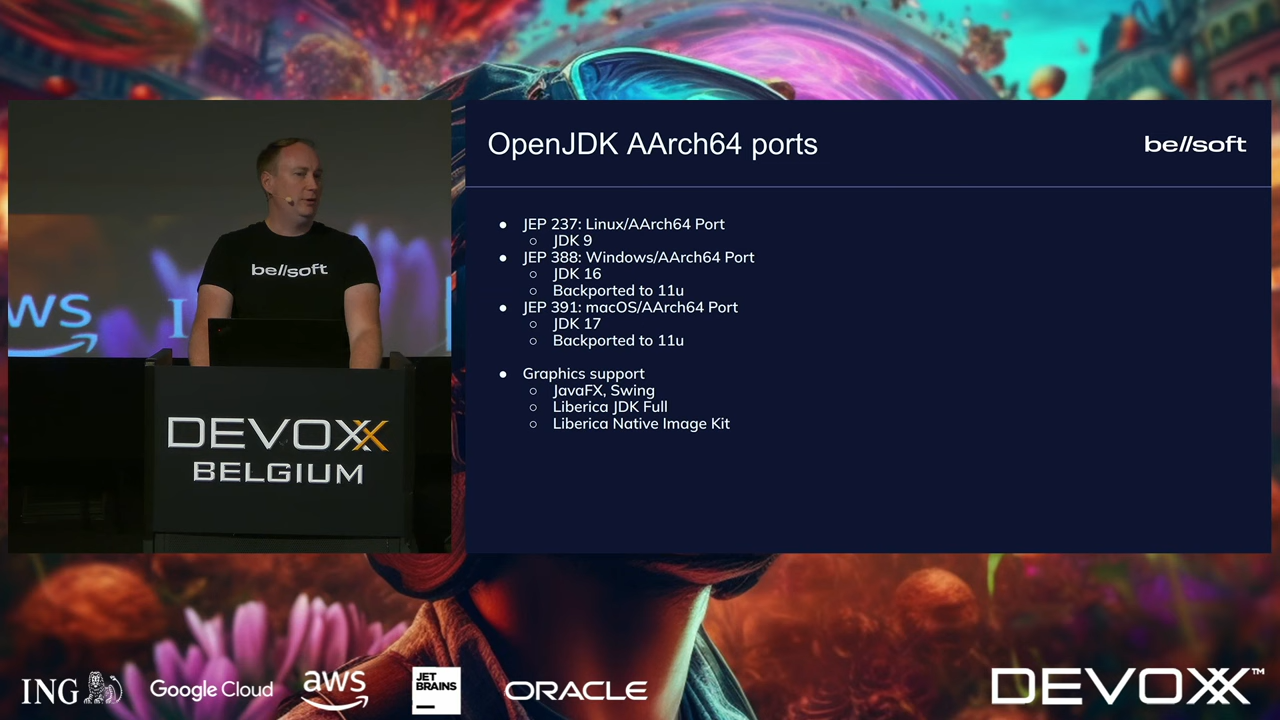 OpenJDK AArch64 ports
bellsoft
● JEP 237: Linux/AArch64 Port
○ JDK 9
● JEP 388: Windows/AArch64 Port
○ JDK 16
○ Backported to 11u
● JEP 391: macOS/AArch64 Port
○ JDK 17
○ Backported to 11u
● Graphics support
○ JavaFX, Swing
○ Liberica JDK Full
○ Liberica Native Image Kit
bellsoft
aws
I
DEVOXX
BELGIUM
ING
Google Cloud
aws
JET
BRAINS
ORACLE
DEVOXX™